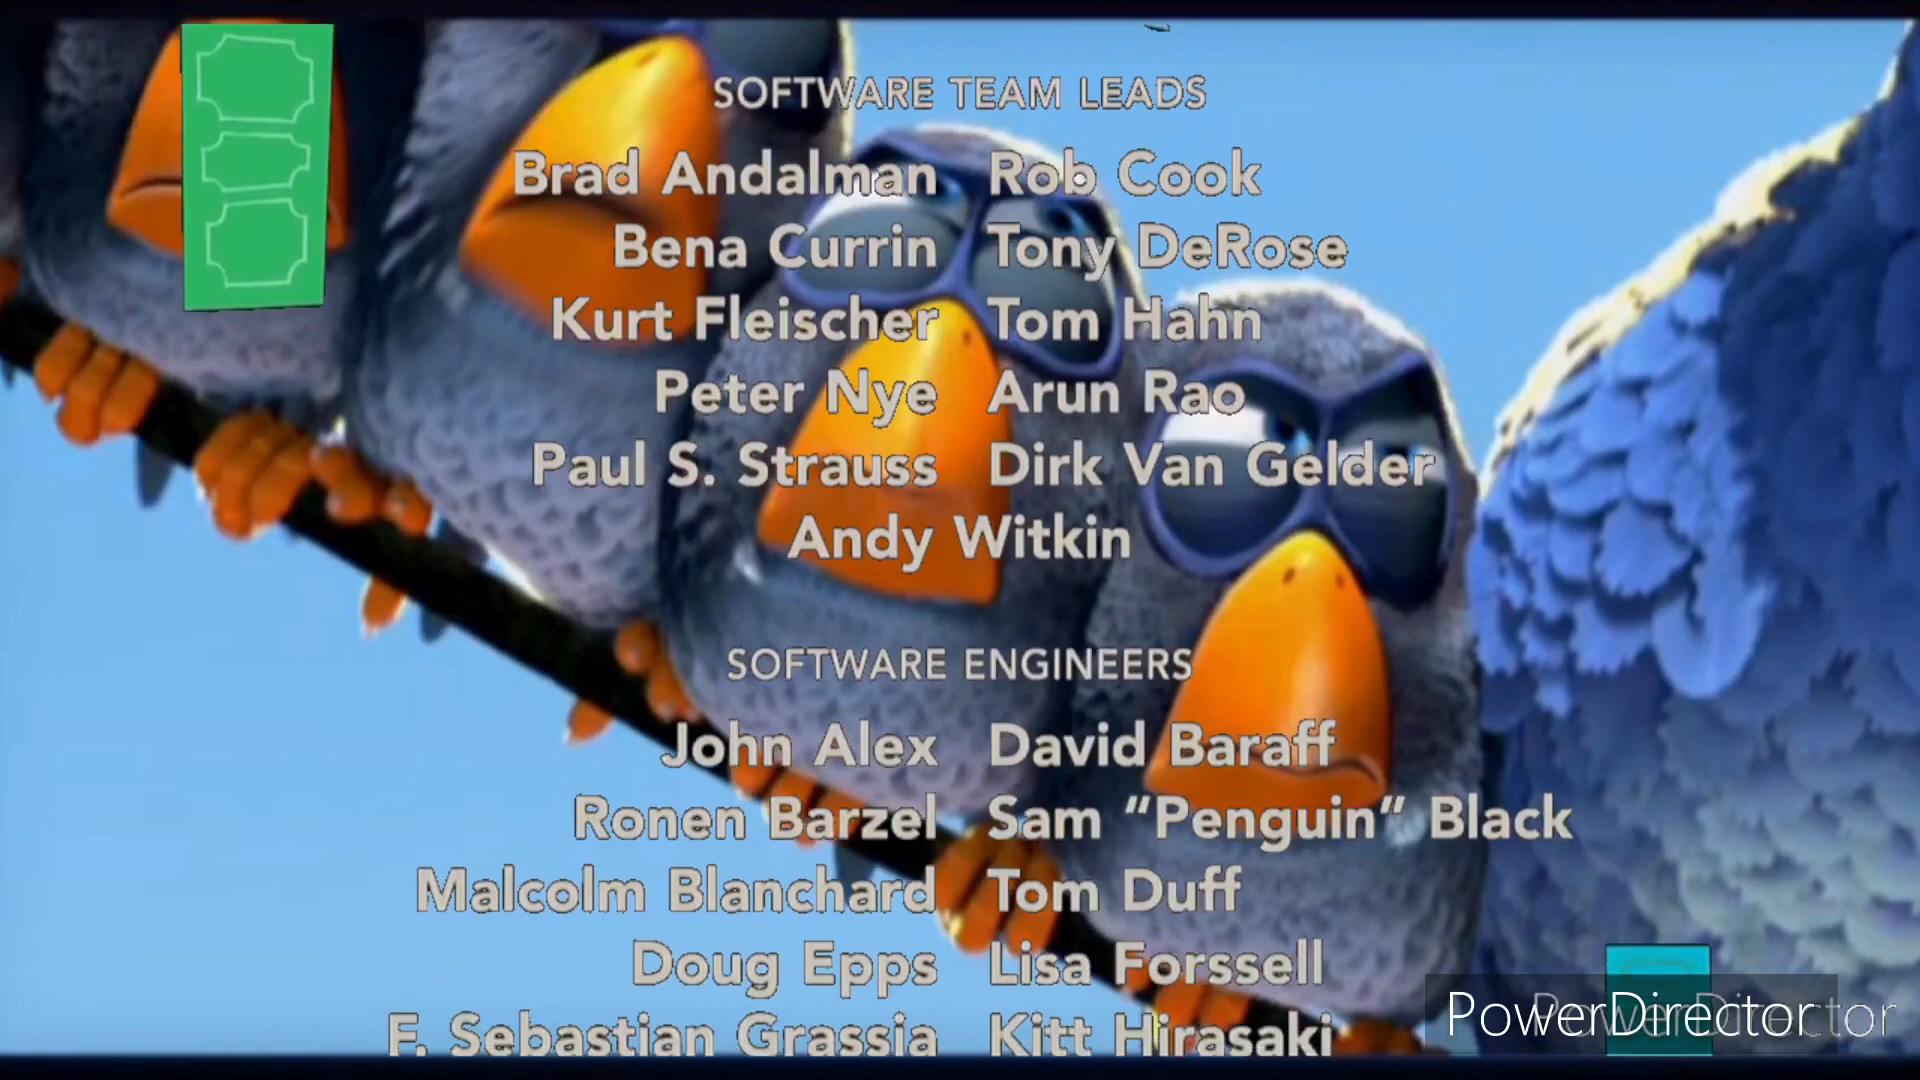 SOFTWARE TEAM LEADS
Brad Andalman Rob Cook
Bena Currin Tony DeRose
Kurt Fleischer Tom Hahn
Peter Nye Arun Rao
Paul S. Strauss Dirk Van Gelder
Andy Witkin
SOFTWARE ENGINEERS
John Alex David Baraff
Ronen Barzel Sam “Penguin” Black
Malcolm Blanchard Tom Duff
Doug Epps Lisa Forssell
F. Sebastian Grassia Kitt Hirasaki
PowerDirector
PowerDirector